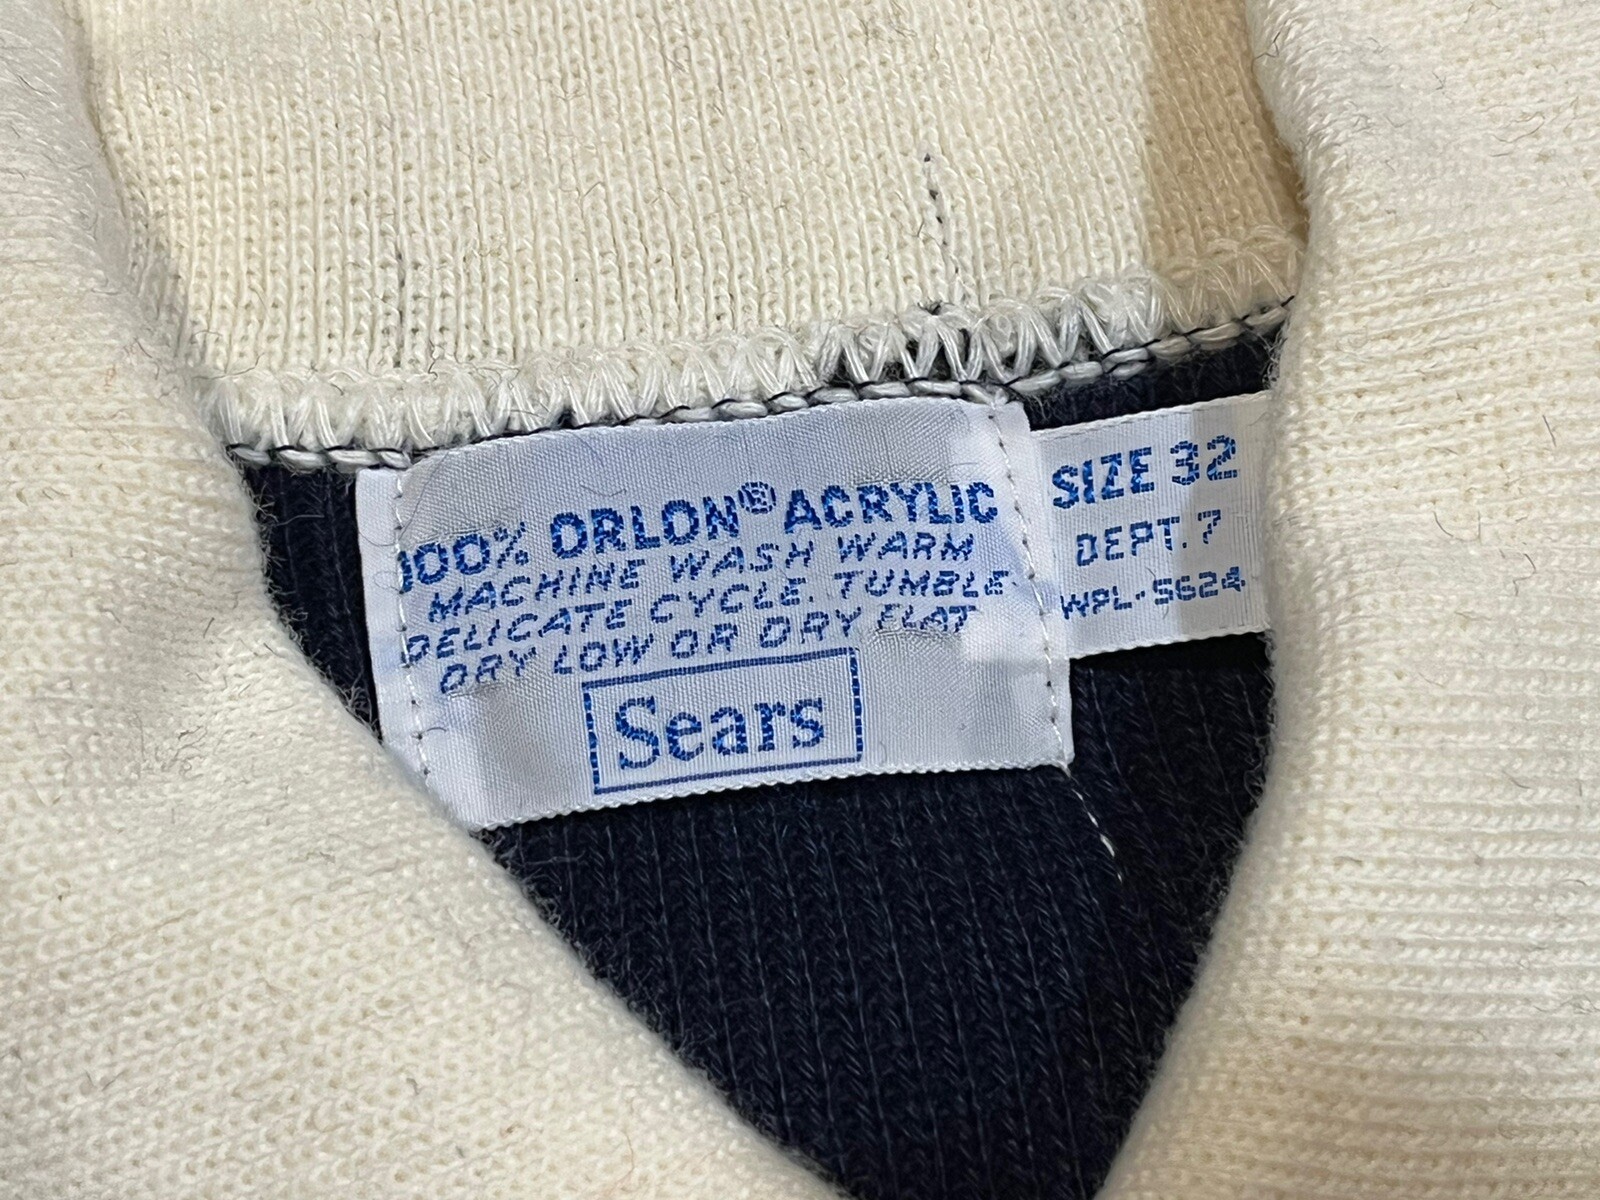 100% ORLON® ACRYLIC
MACHINE WASH WARM
DELICATE CYCLE. TUMBLE
DRY LOW OR DRY FLAT
Sears
SIZE 32
DEPT. 7
WPL-5624